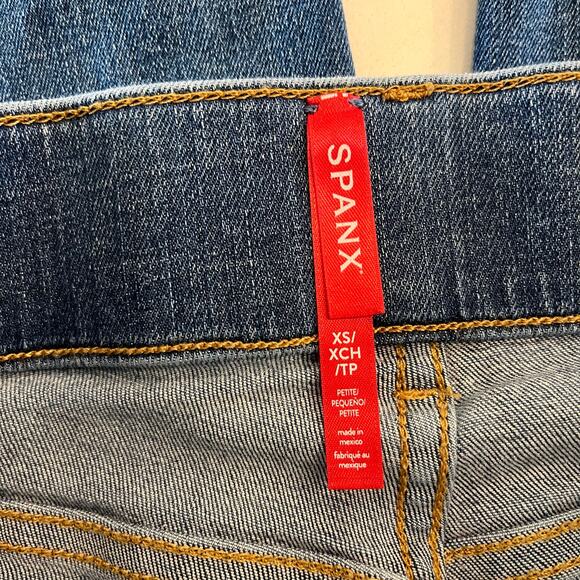 SPANX®
XS/
XCH
/TP
PETITE/
PEQUEÑO/
PETITE
made in
mexico
fabriqué au
mexique